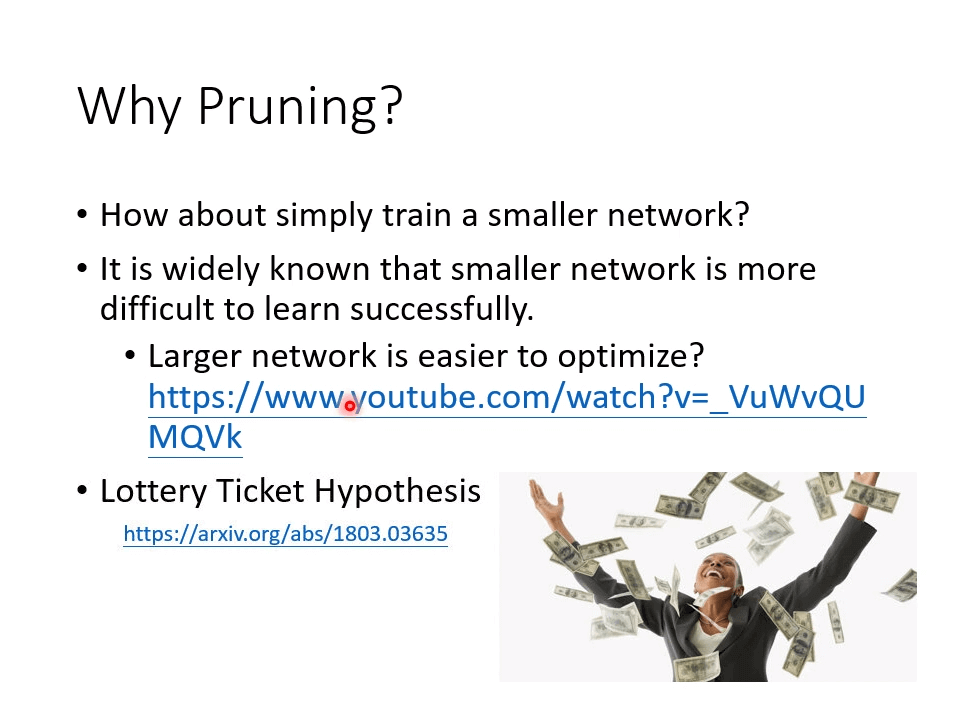 Why Pruning?
• How about simply train a smaller network?
• It is widely known that smaller network is more
difficult to learn successfully.
• Larger network is easier to optimize?
https://www.youtube.com/watch?v=_VuWvQU
MQVk
• Lottery Ticket Hypothesis
https://arxiv.org/abs/1803.03635